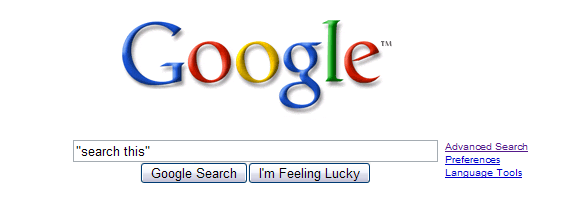 Google™
"search this"
Advanced Search
Preferences
Language Tools
Google Search
I'm Feeling Lucky